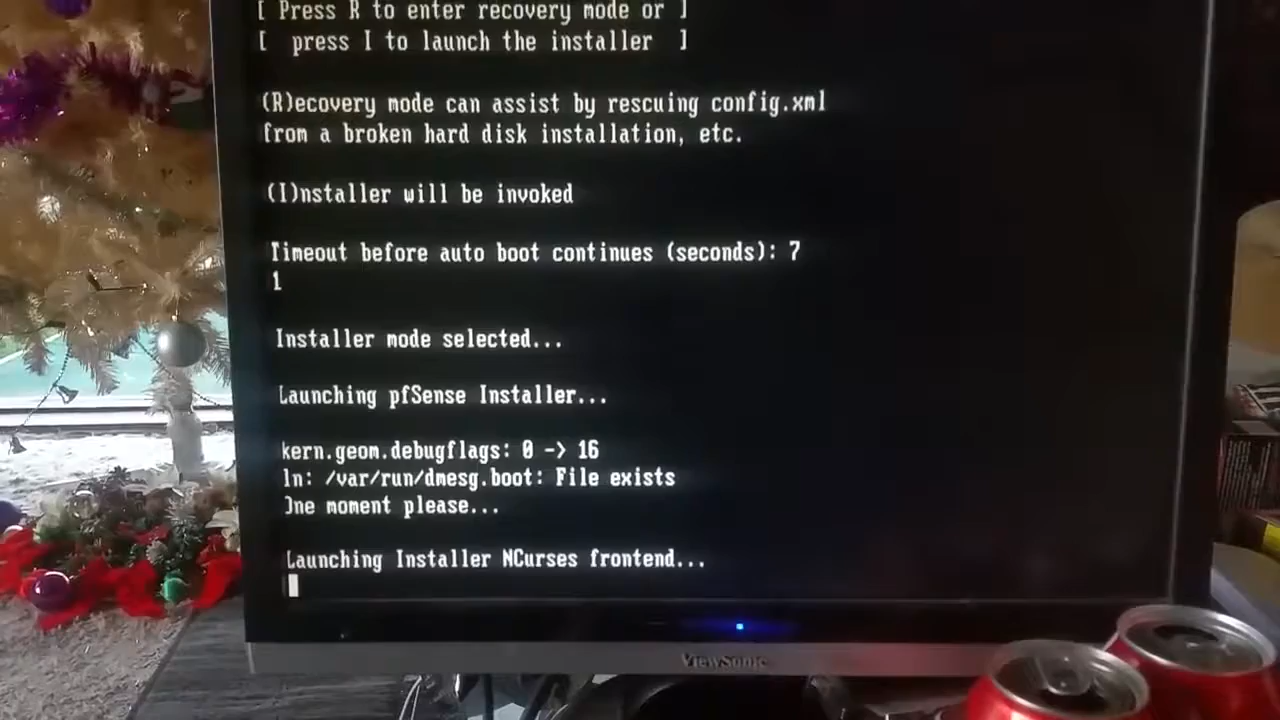 [ Press R to enter recovery mode or ]
[ press I to launch the installer ]
(R)ecovery mode can assist by rescuing config.xml
from a broken hard disk installation, etc.
(I)nstaller will be invoked
Timeout before auto boot continues (seconds): 7
1
Installer mode selected...
Launching pfSense Installer...
kern.geom.debugflags: 0 -> 16
ln: /var/run/dmesg.boot: File exists
One moment please...
Launching Installer NCurses frontend...
ViewSonic